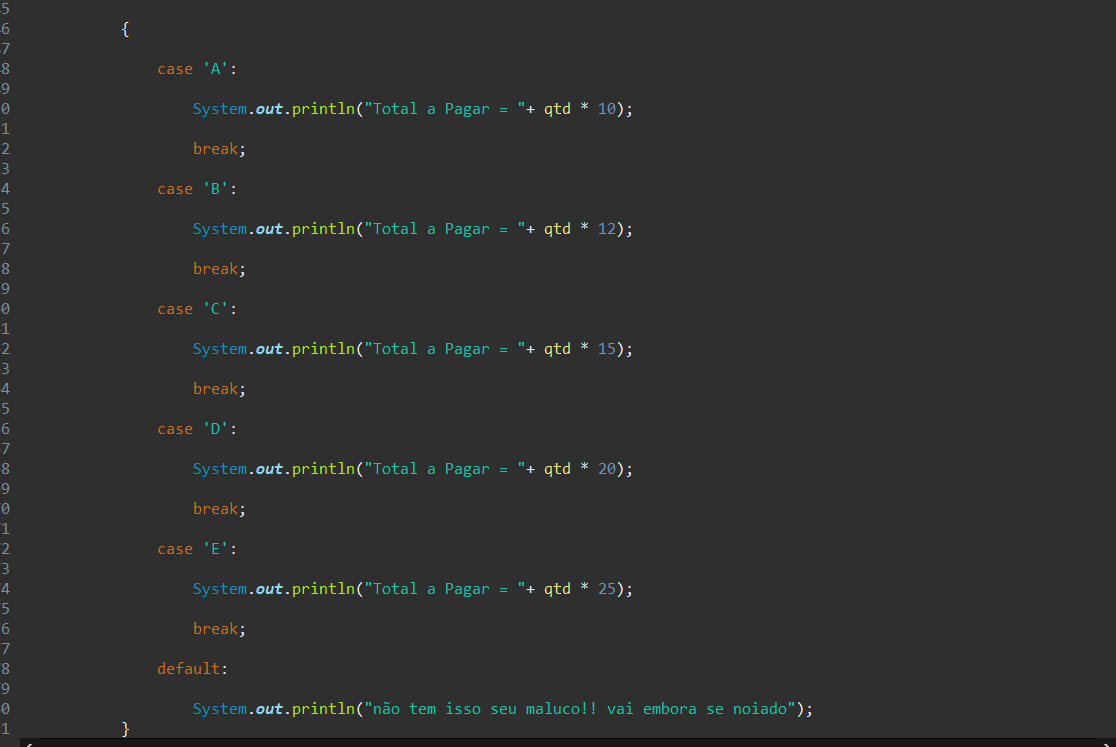 5
6 {
7
8 case 'A':
9
0 System.out.println("Total a Pagar = "+ qtd * 10);
1
2 break;
3
4 case 'B':
5
6 System.out.println("Total a Pagar = "+ qtd * 12);
7
8 break;
9
0 case 'C':
1
2 System.out.println("Total a Pagar = "+ qtd * 15);
3
4 break;
5
6 case 'D':
7
8 System.out.println("Total a Pagar = "+ qtd * 20);
9
0 break;
1
2 case 'E':
3
4 System.out.println("Total a Pagar = "+ qtd * 25);
5
6 break;
7
8 default:
9
0 System.out.println("não tem isso seu maluco!! vai embora se noiado");
1 }